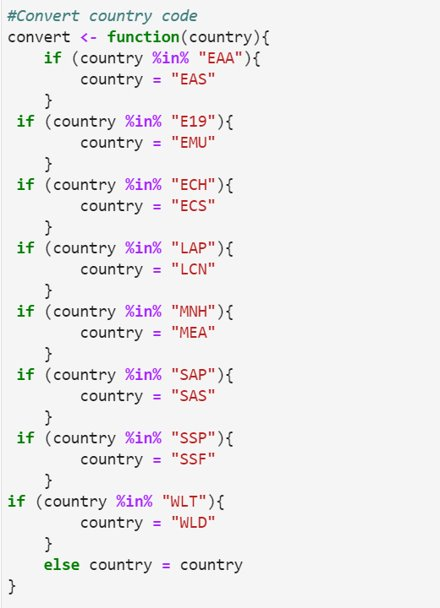 #Convert country code
convert <- function(country){
    if (country %in% "EAA"){
        country = "EAS"
    }
 if (country %in% "E19"){
        country = "EMU"
    }
 if (country %in% "ECH"){
        country = "ECS"
    }
 if (country %in% "LAP"){
        country = "LCN"
    }
 if (country %in% "MNH"){
        country = "MEA"
    }
 if (country %in% "SAP"){
        country = "SAS"
    }
 if (country %in% "SSP"){
        country = "SSF"
    }
if (country %in% "WLT"){
        country = "WLD"
    }
    else country = country
}